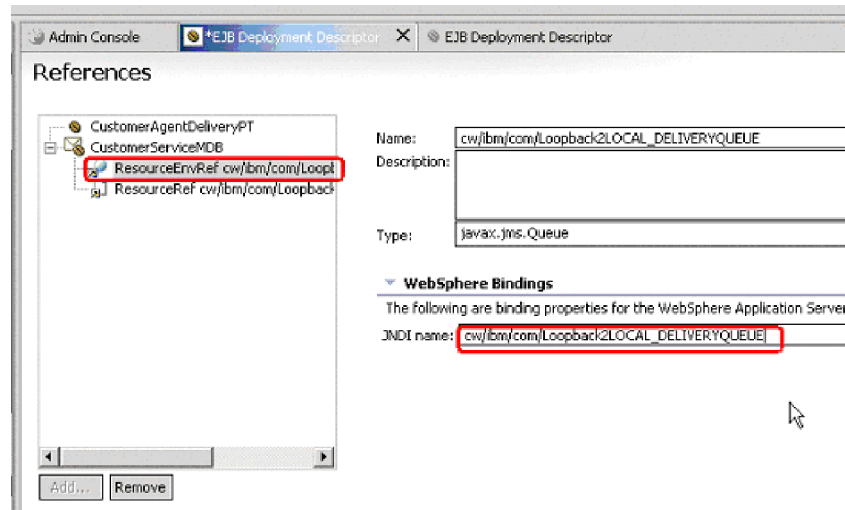 Admin Console
*EJB Deployment Descriptor
EJB Deployment Descriptor
References
CustomerAgentDeliveryPT
CustomerServiceMDB
ResourceEnvRef cw/ibm/com/Loopb
ResourceRef cw/ibm/com/Loopback
Name: cw/ibm/com/Loopback2LOCAL_DELIVERYQUEUE
Description:
Type: javax.jms.Queue
WebSphere Bindings
The following are binding properties for the WebSphere Application Server
JNDI name: cw/ibm/com/Loopback2LOCAL_DELIVERYQUEUE
Add... Remove